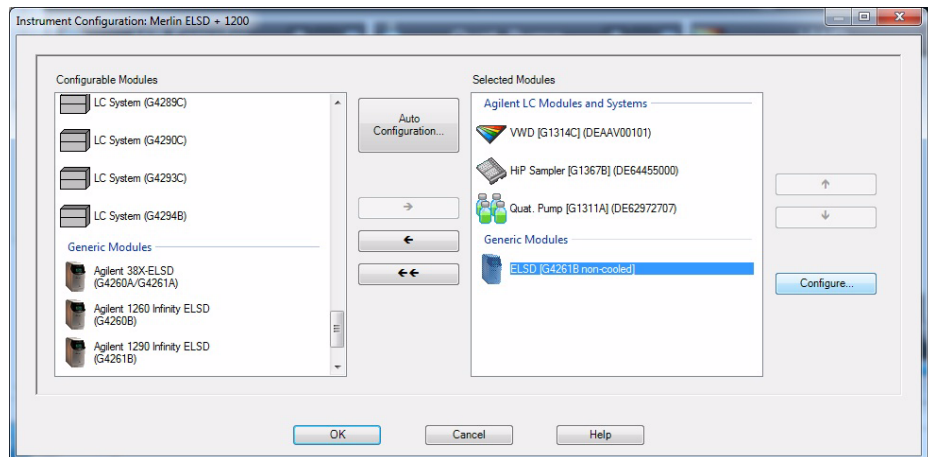 Instrument Configuration: Merlin ELSD + 1200
Configurable Modules
LC System (G4289C)
LC System (G4290C)
LC System (G4293C)
LC System (G4294B)
Generic Modules
Agilent 38X-ELSD
(G4260A/G4261A)
Agilent 1260 Infinity ELSD
(G4260B)
Agilent 1290 Infinity ELSD
(G4261B)
Auto
Configuration...
Selected Modules
Agilent LC Modules and Systems
VWD [G1314C] (DEAAV00101)
HiP Sampler [G1367B] (DE64455000)
Quat. Pump [G1311A] (DE62972707)
Generic Modules
ELSD [G4261B non-cooled]
Configure...
OK
Cancel
Help